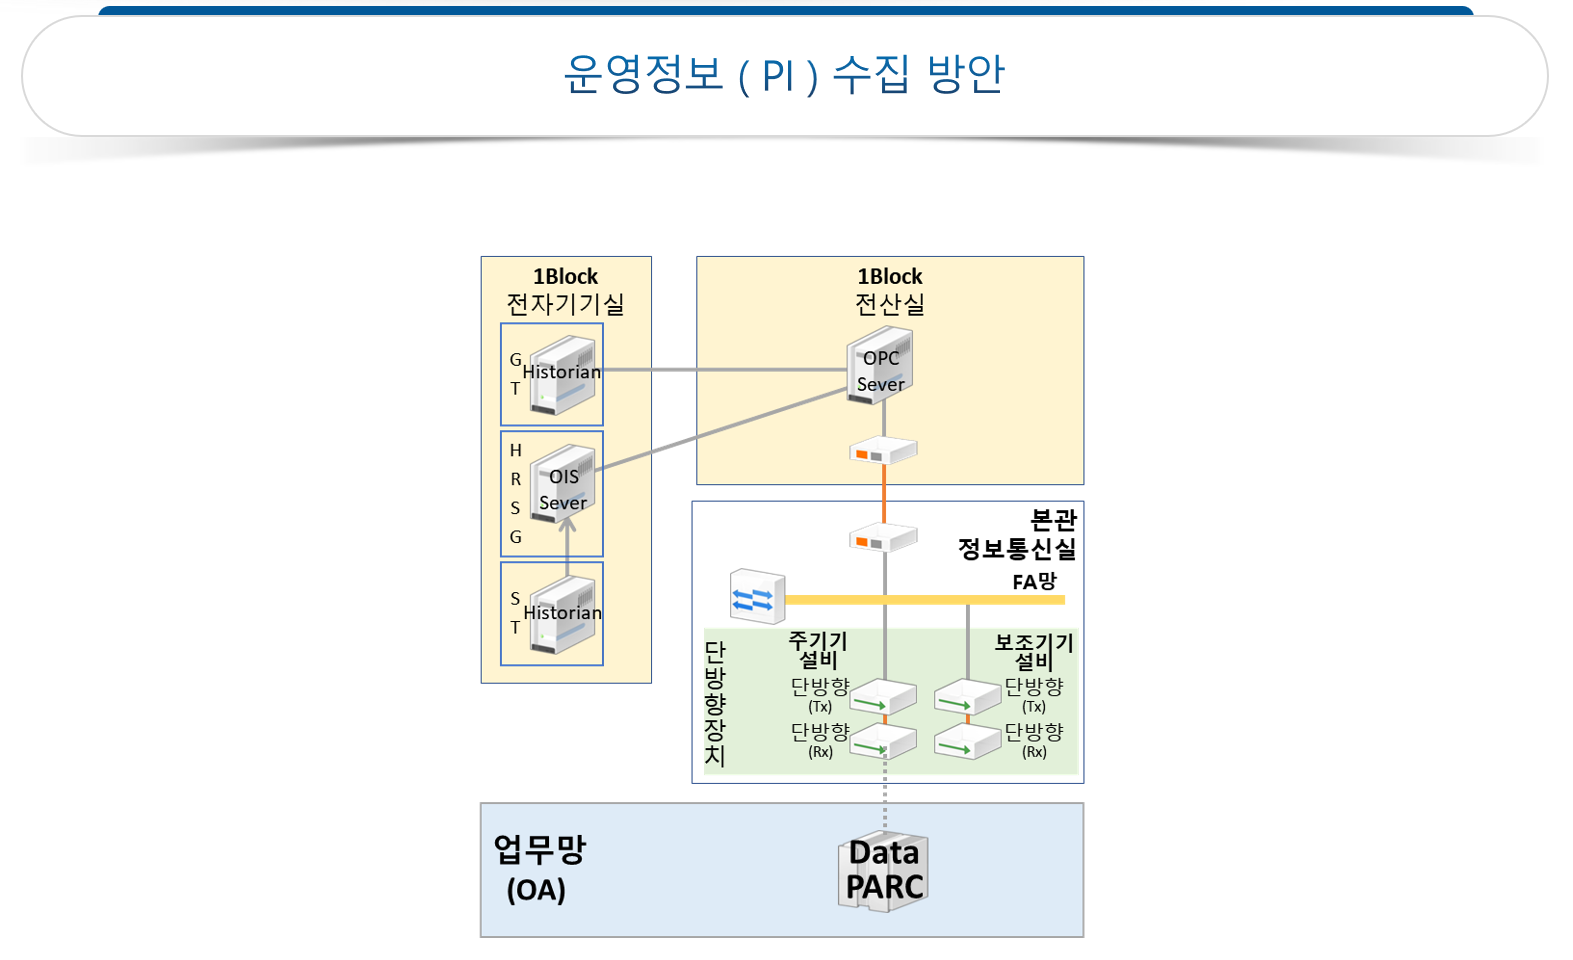 운영정보 ( PI ) 수집 방안
1Block
전자기기실
G
T
Historian
H
R
S
G
OIS
Sever
S
T
Historian
1Block
전산실
OPC
Sever
본관
정보통신실
FA망
단
방
향
장
치
주기기
설비
단방향
(Tx)
단방향
(Rx)
보조기기
설비
단방향
(Tx)
단방향
(Rx)
업무망
(OA)
Data
PARC